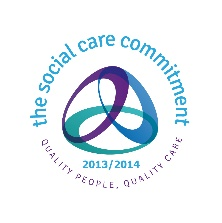 the social care commitment
2013/2014
QUALITY PEOPLE, QUALITY CARE